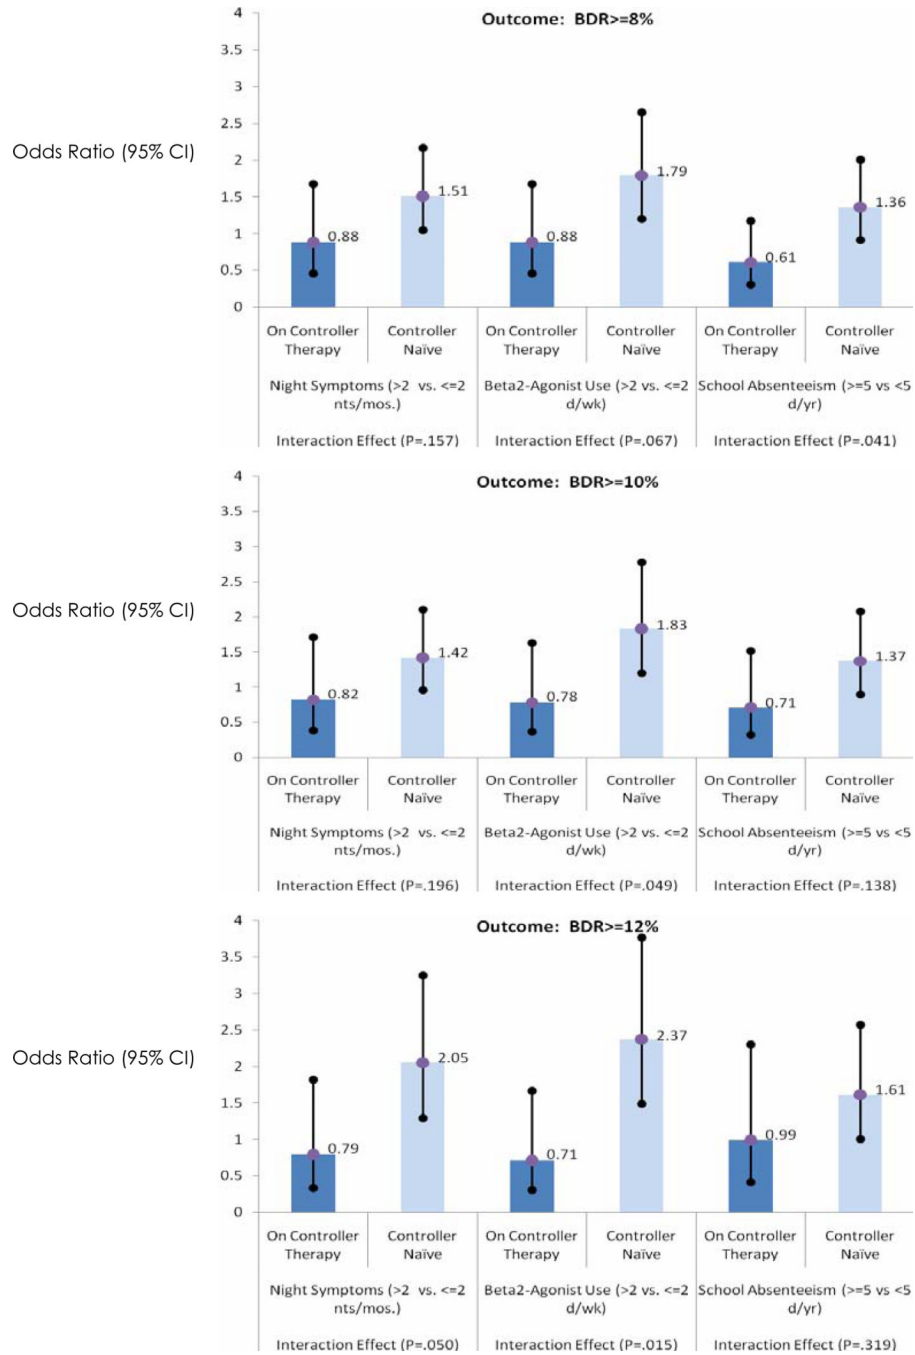 Outcome: BDR>=8%
4
3.5
3
2.5
Odds Ratio (95% CI)
2
1.5
1
0.5
0
0.88
1.51
0.88
1.79
0.61
1.36
On Controller Controller On Controller Controller On Controller Controller
Therapy Naïve Therapy Naïve Therapy Naïve
Night Symptoms (>2 vs. <=2 Beta2-Agonist Use (>2 vs. <=2 School Absenteeism (>=5 vs <5
nts/mos.) d/wk) d/yr)
Interaction Effect (P=.157) Interaction Effect (P=.067) Interaction Effect (P=.041)
Outcome: BDR>=10%
4
3.5
3
2.5
Odds Ratio (95% CI)
2
1.5
1
0.5
0
0.82
1.42
0.78
1.83
0.71
1.37
On Controller Controller On Controller Controller On Controller Controller
Therapy Naïve Therapy Naïve Therapy Naïve
Night Symptoms (>2 vs. <=2 Beta2-Agonist Use (>2 vs. <=2 School Absenteeism (>=5 vs <5
nts/mos.) d/wk) d/yr)
Interaction Effect (P=.196) Interaction Effect (P=.049) Interaction Effect (P=.138)
Outcome: BDR>=12%
4
3.5
3
2.5
Odds Ratio (95% CI)
2
1.5
1
0.5
0
0.79
2.05
0.71
2.37
0.99
1.61
On Controller Controller On Controller Controller On Controller Controller
Therapy Naïve Therapy Naïve Therapy Naïve
Night Symptoms (>2 vs. <=2 Beta2-Agonist Use (>2 vs. <=2 School Absenteeism (>=5 vs <5
nts/mos.) d/wk) d/yr)
Interaction Effect (P=.050) Interaction Effect (P=.015) Interaction Effect (P=.319)